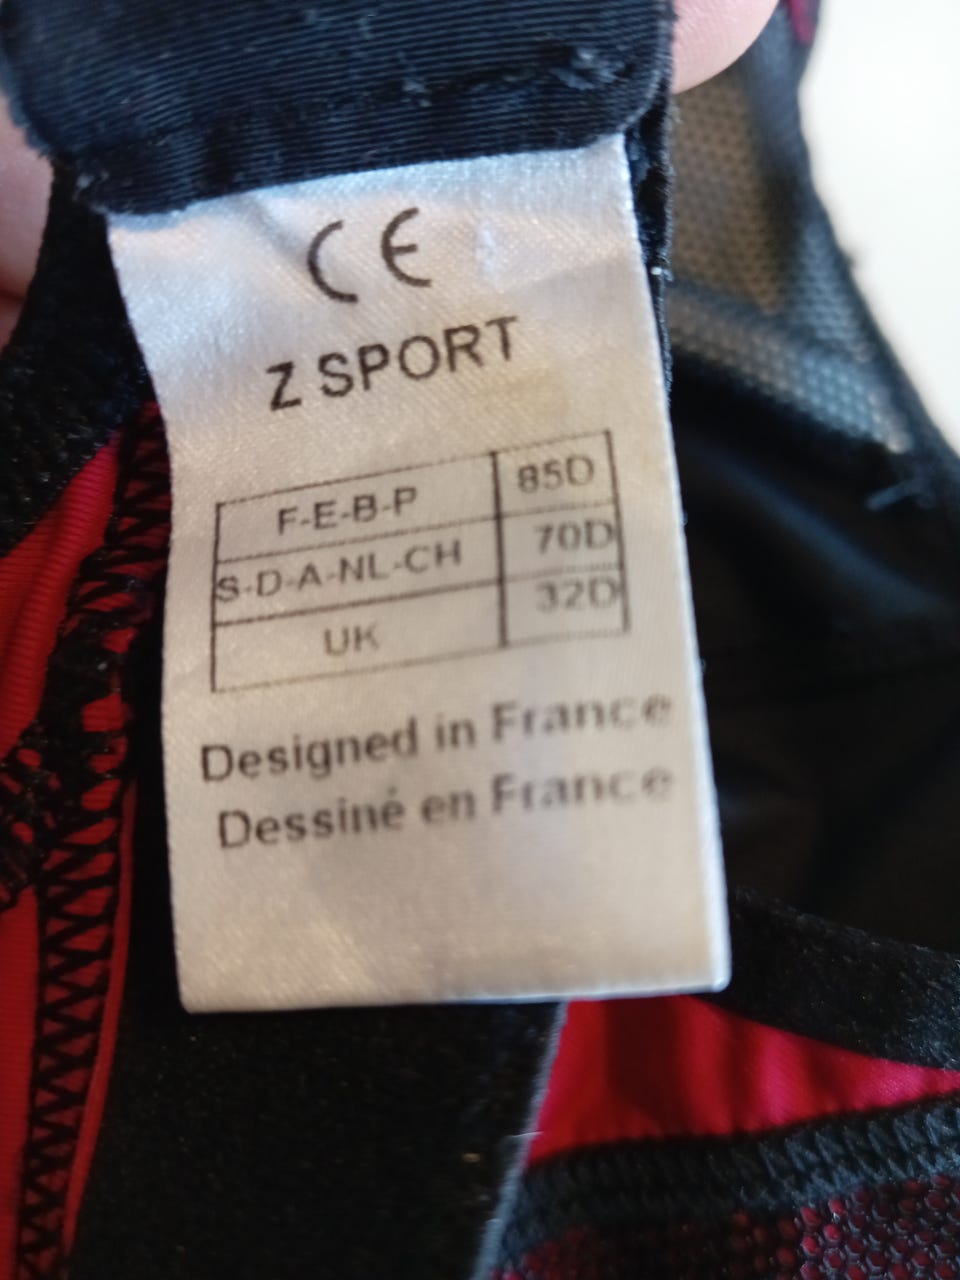 CE
Z SPORT
F-E-B-P 85D
S-D-A-NL-CH 70D
UK 32D
Designed in France
Dessiné en France